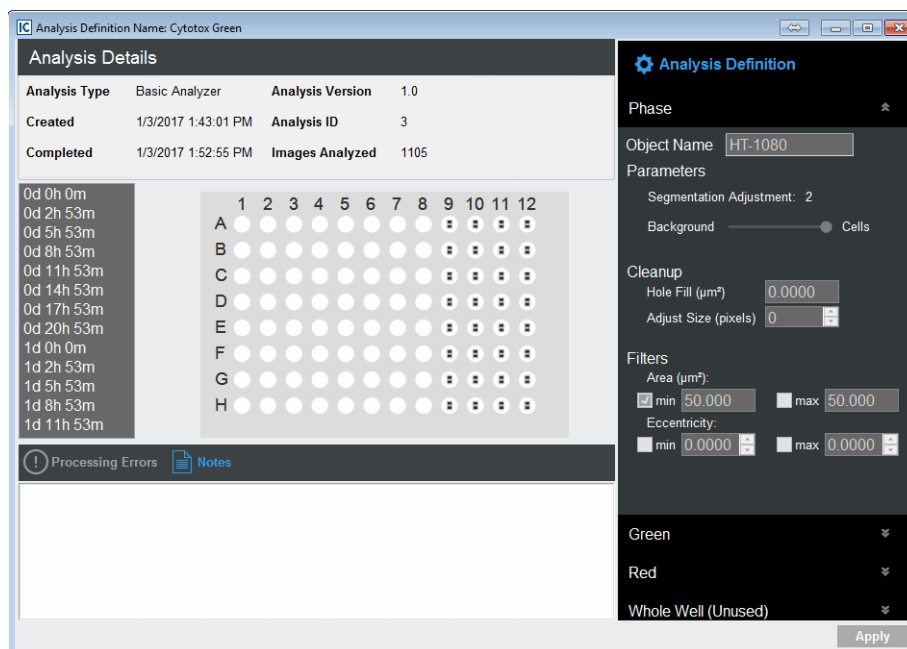 IC Analysis Definition Name: Cytotox Green
Analysis Details
Analysis Type Basic Analyzer Analysis Version 1.0
Created 1/3/2017 1:43:01 PM Analysis ID 3
Completed 1/3/2017 1:52:55 PM Images Analyzed 1105
0d 0h 0m
0d 2h 53m
0d 5h 53m
0d 8h 53m
0d 11h 53m
0d 14h 53m
0d 17h 53m
0d 20h 53m
1d 0h 0m
1d 2h 53m
1d 5h 53m
1d 8h 53m
1d 11h 53m
1 2 3 4 5 6 7 8 9 10 11 12
A
B
C
D
E
F
G
H
! Processing Errors Notes
Analysis Definition
Phase
Object Name HT-1080
Parameters
Segmentation Adjustment: 2
Background Cells
Cleanup
Hole Fill (µm²) 0.0000
Adjust Size (pixels) 0
Filters
Area (µm²):
min 50.000 max 50.000
Eccentricity:
min 0.0000 max 0.0000
Green
Red
Whole Well (Unused)
Apply